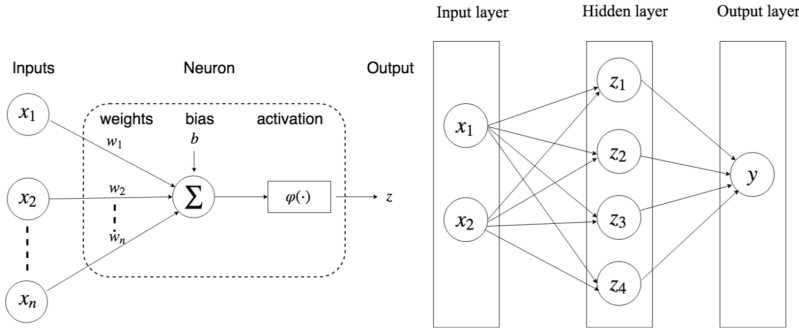 Inputs
Neuron
Output
weights
bias
activation
x1
w1
b
x2
w2
Σ
φ(·)
z
wn
xn
Input layer
Hidden layer
Output layer
z1
x1
z2
y
x2
z3
z4